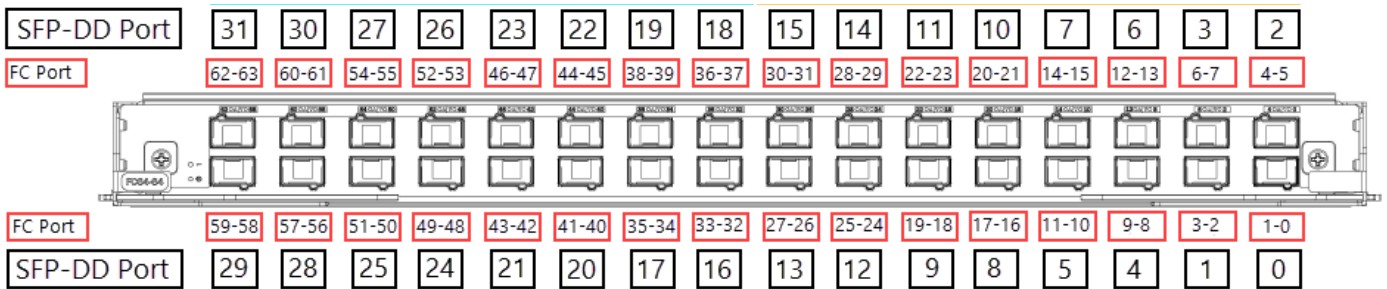 SFP-DD Port 31 30 27 26 23 22 19 18 15 14 11 10 7 6 3 2
FC Port 62-63 60-61 54-55 52-53 46-47 44-45 38-39 36-37 30-31 28-29 22-23 20-21 14-15 12-13 6-7 4-5
FC64-64
FC Port 59-58 57-56 51-50 49-48 43-42 41-40 35-34 33-32 27-26 25-24 19-18 17-16 11-10 9-8 3-2 1-0
SFP-DD Port 29 28 25 24 21 20 17 16 13 12 9 8 5 4 1 0